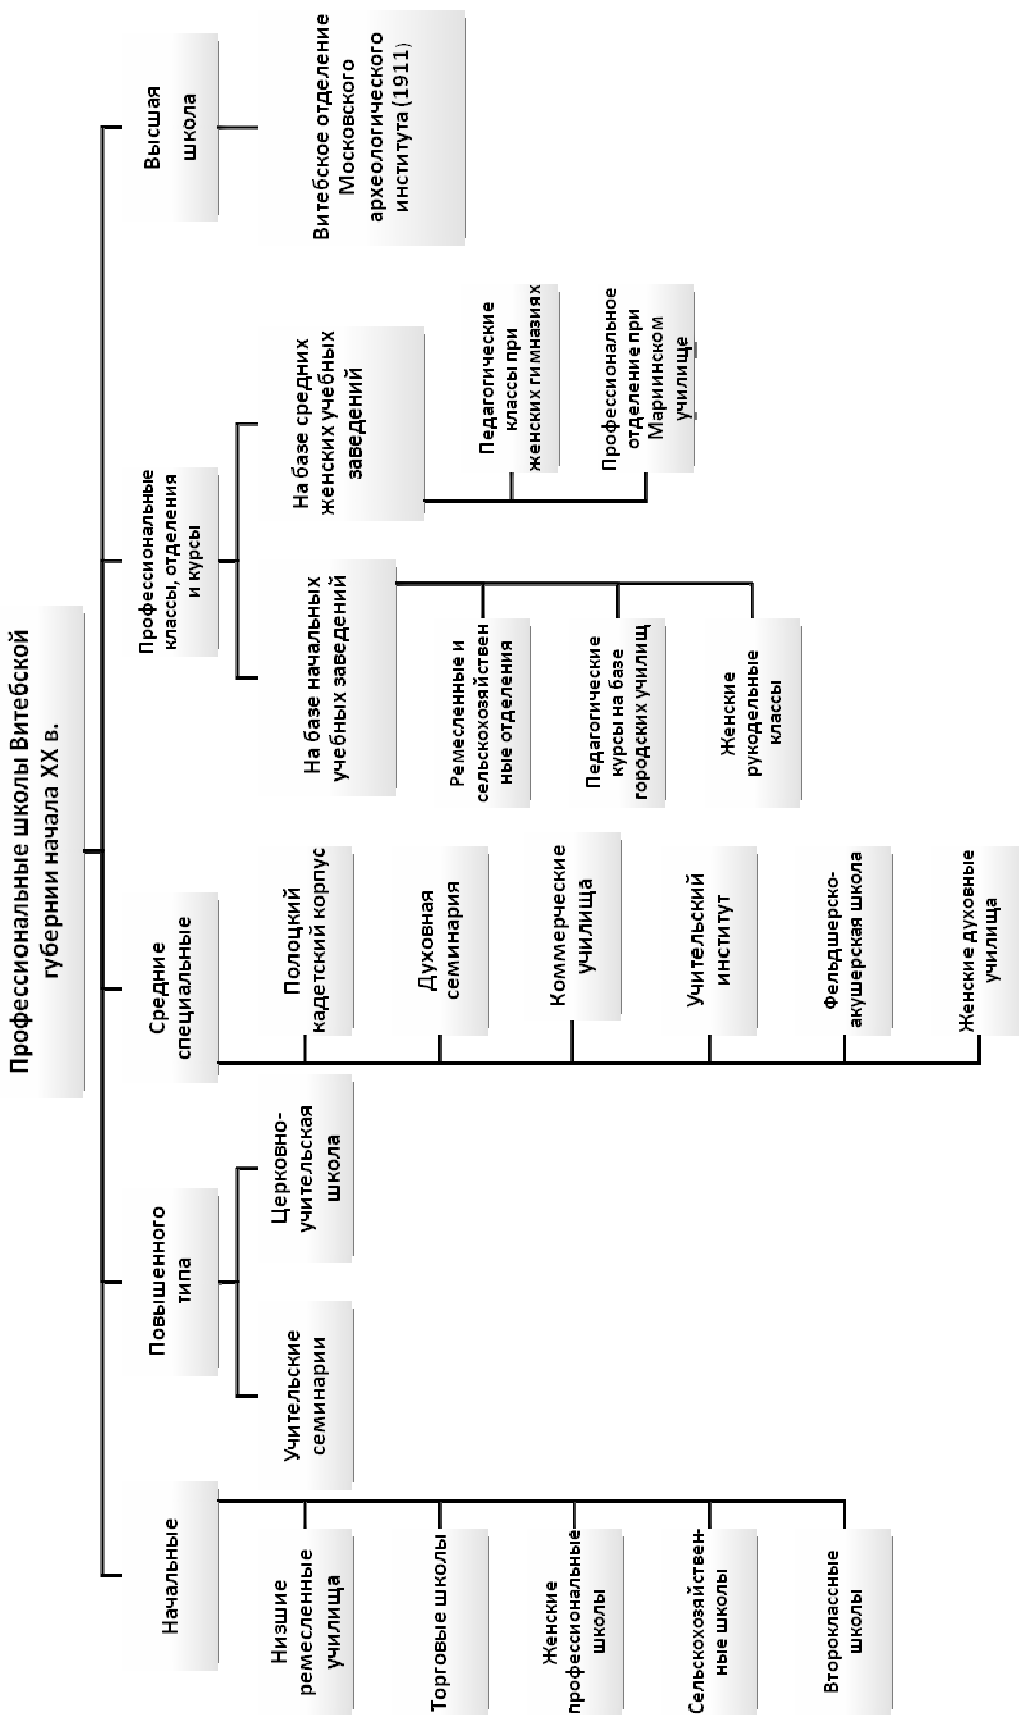 Профессиональные школы Витебской
губернии начала XX в.
Начальные
Низшие
ремесленные
училища
Торговые школы
Женские
профессиональные
школы
Сельскохозяйствен-
ные школы
Второклассные
школы
Повышенного
типа
Учительские
семинарии
Церковно-
учительская
школа
Средние
специальные
Полоцкий
кадетский корпус
Духовная
семинария
Коммерческие
училища
Учительский
институт
Фельдшерско-
акушерская школа
Женские духовные
училища
Профессиональные
классы, отделения
и курсы
На базе начальных
учебных заведений
Ремесленные и
сельскохозяйствен
ные отделения
Педагогические
курсы на базе
городских училищ
Женские
рукодельные
классы
На базе средних
женских учебных
заведений
Педагогические
классы при
женских гимназиях
Профессиональное
отделение при
Мариинском
училище
Высшая
школа
Витебское отделение
Московского
археологического
института (1911)